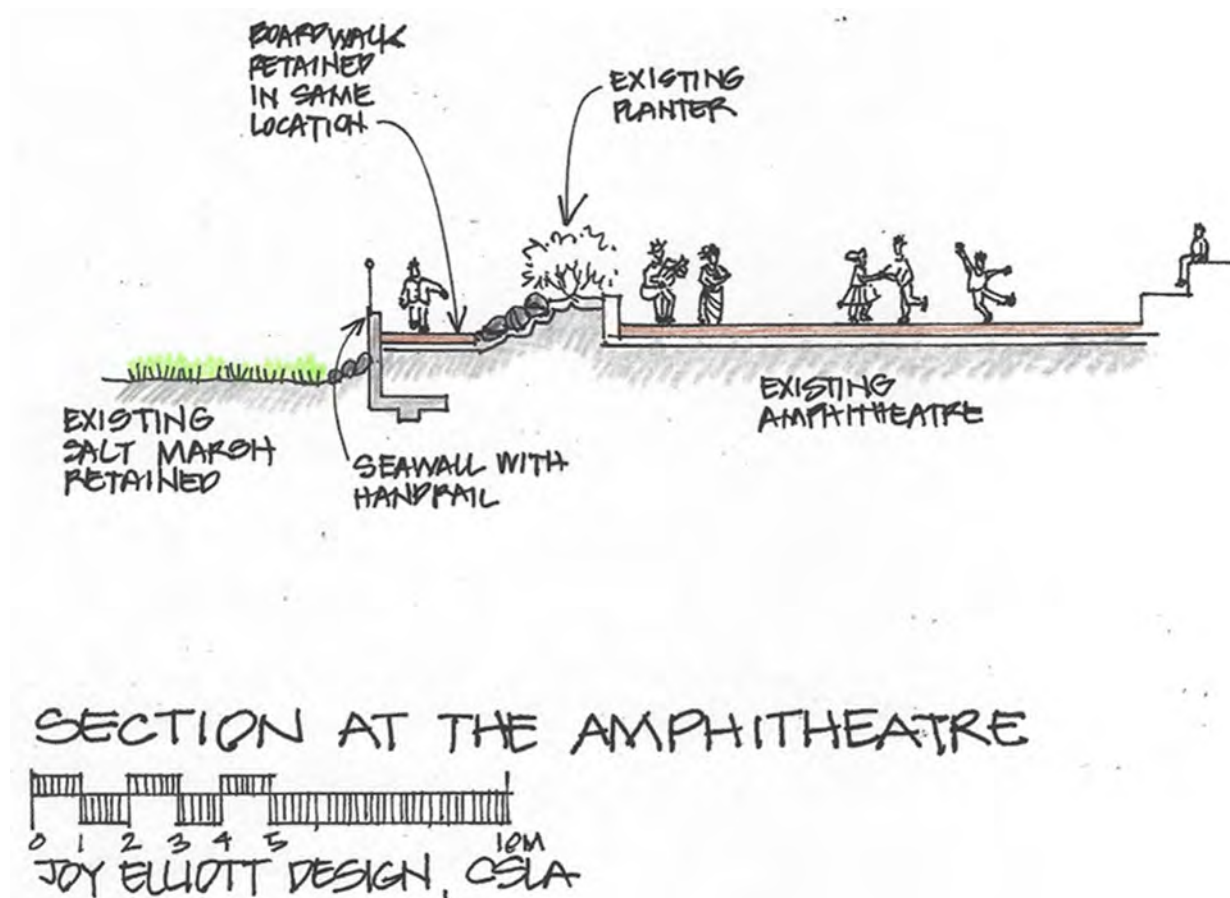 BOARDWALK
RETAINED
IN SAME
LOCATION
EXISTING
PLANTER
EXISTING
SALT MARSH
RETAINED
SEAWALL WITH
HANDRAIL
EXISTING
AMPHITHEATRE
SECTION AT THE AMPHITHEATRE
0 1 2 3 4 5 10M
JOY ELLIOTT DESIGN, CSLA